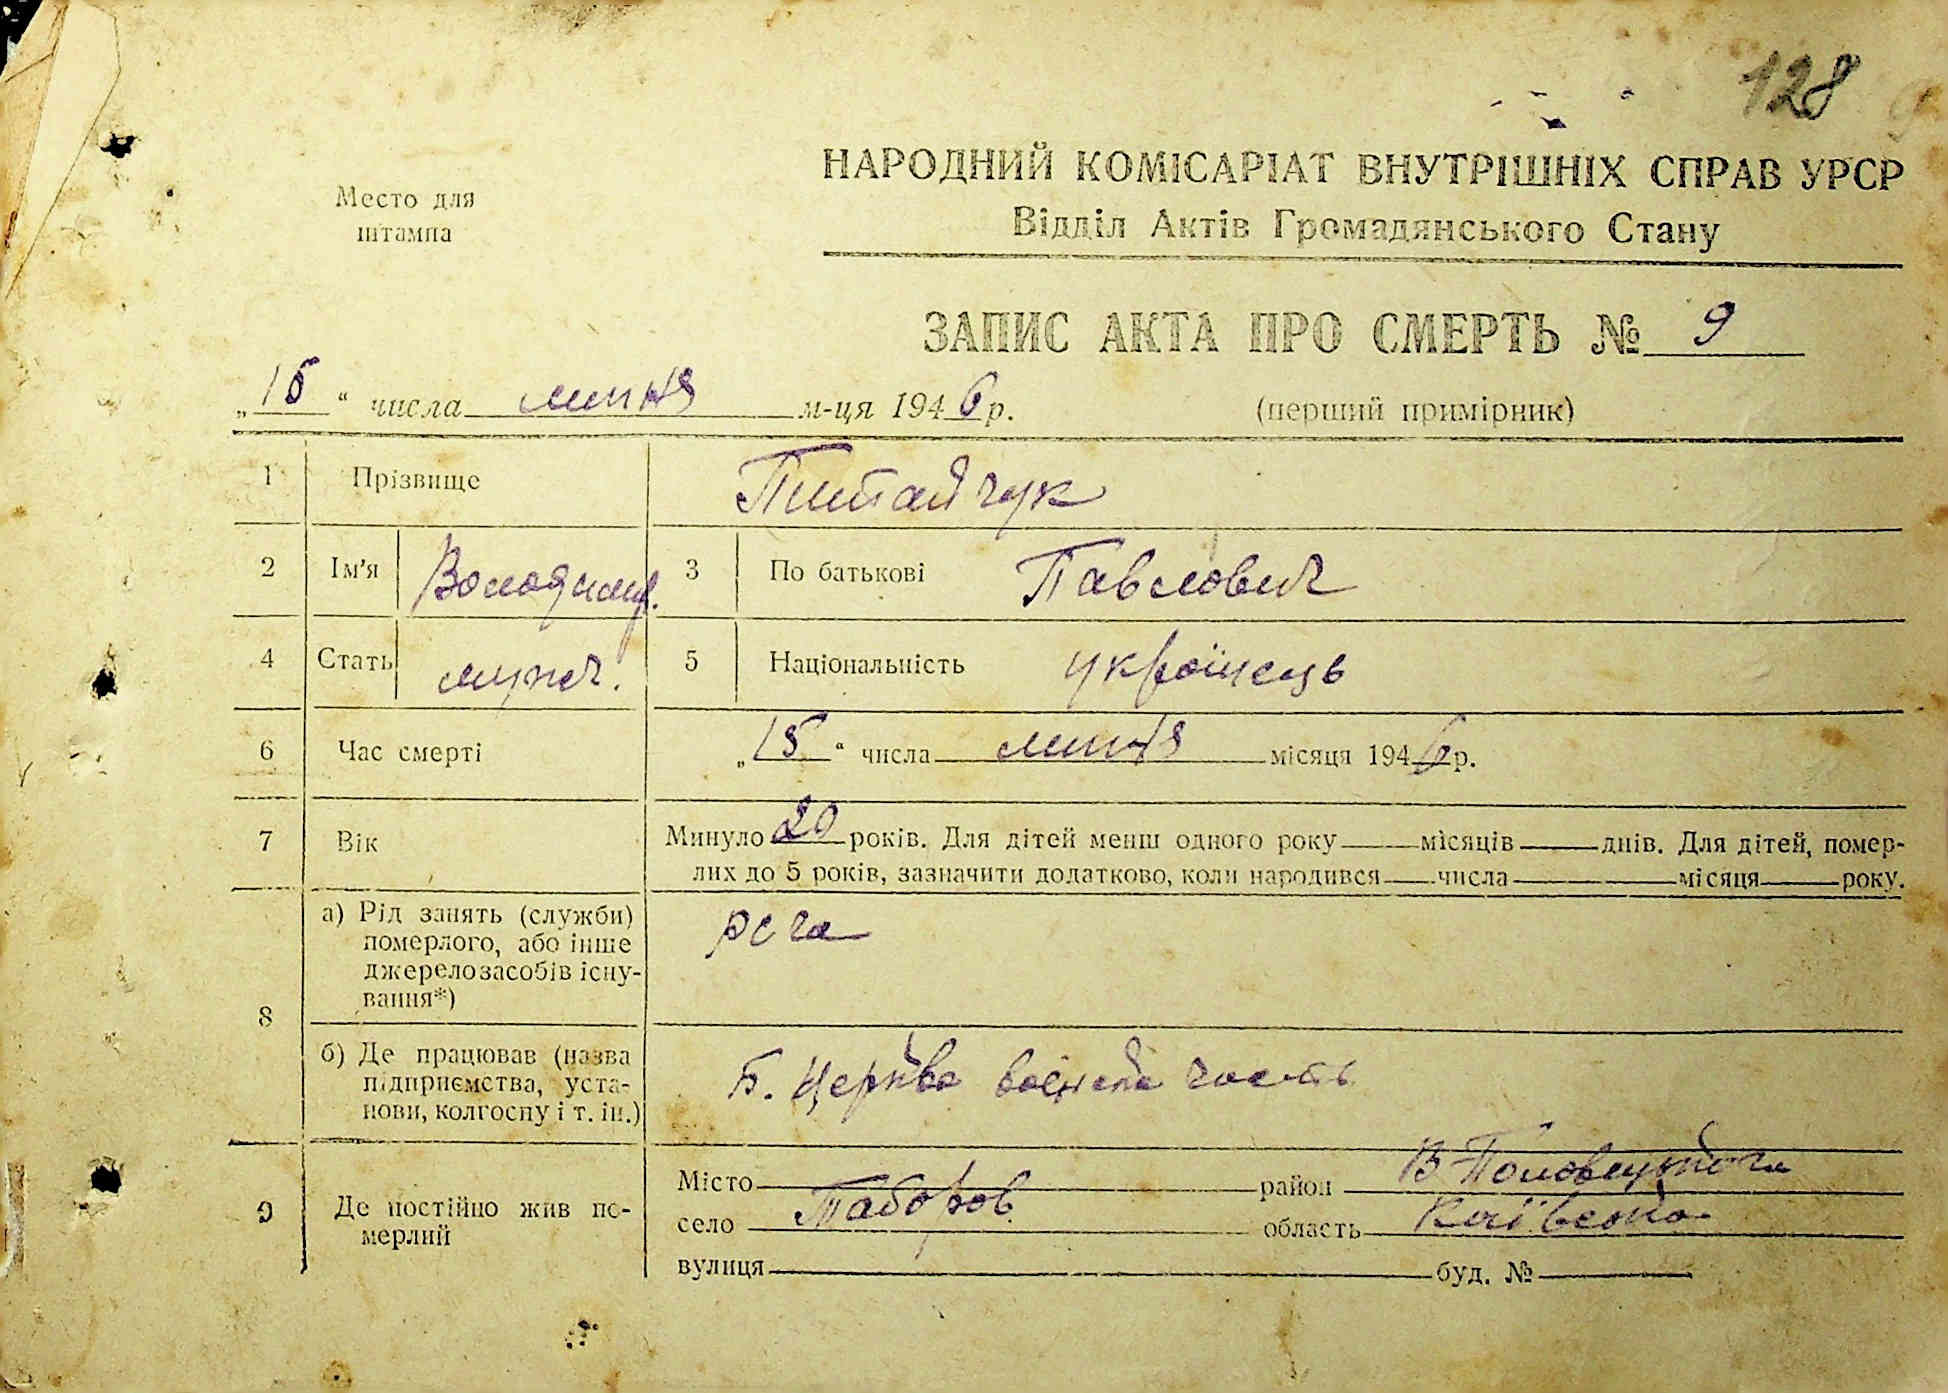 128
Место для
штампа
НАРОДНИЙ КОМІСАРІАТ ВНУТРІШНІХ СПРАВ УРСР
Відділ Актів Громадянського Стану
ЗАПИС АКТА ПРО СМЕРТЬ № 9
„ 15 “ числа липня м-ця 1946 р.
(перший примірник)
1 Прізвище
2 Ім'я Володимир. 3 По батькові Павлович
4 Стать мужч. 5 Національність українець
6 Час смерті „ 15 “ числа липня місяця 1946 р.
7 Вік Минуло 20 років. Для дітей менш одного року місяців днів. Для дітей, помер-
лих до 5 років, зазначити додатково, коли народився числа місяця року.
8 а) Рід занять (служби)
померлого, або інше
джерело засобів існу-
вання*)
б) Де працював (назва
підприємства, уста-
нови, колгоспу і т. ін.)
Б. Церква часть
9 Де постійно жив по-
мерлий
Місто район В-Половецького
село Таборов область Київська
вулиця буд. №